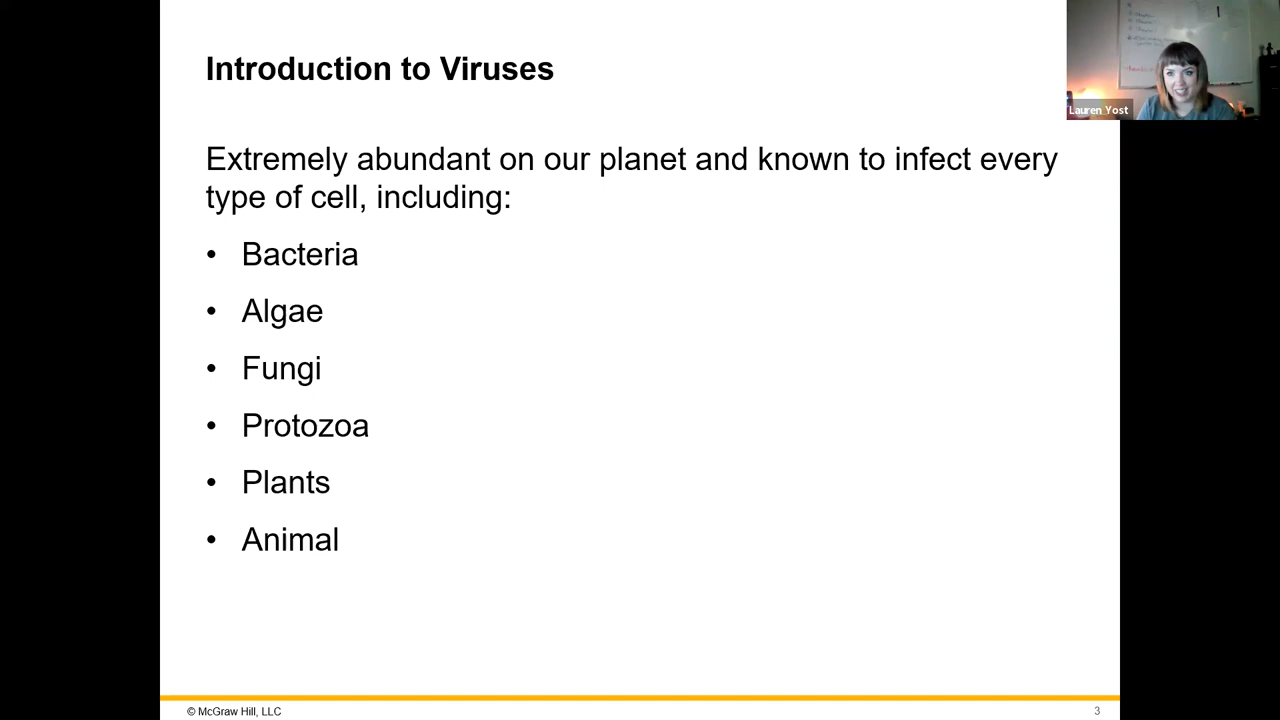 Introduction to Viruses
Lauren Yost
Extremely abundant on our planet and known to infect every
type of cell, including:
• Bacteria
• Algae
• Fungi
• Protozoa
• Plants
• Animal
© McGraw Hill, LLC
3